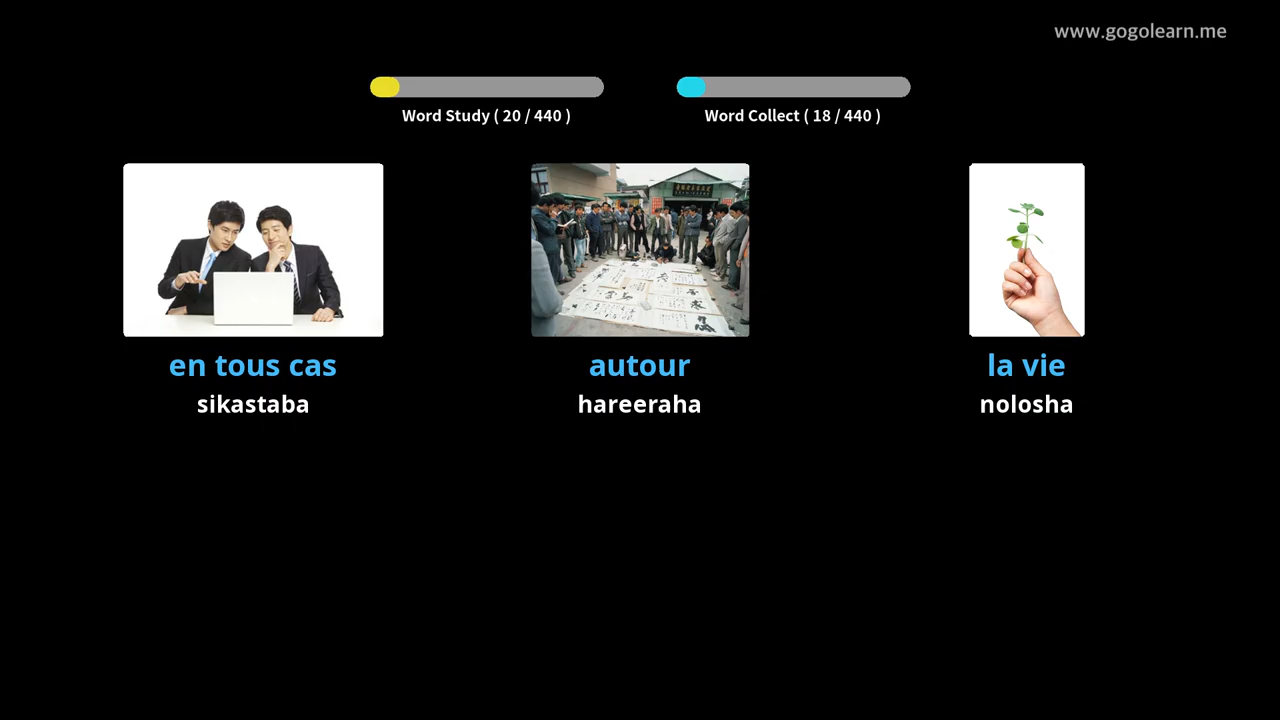 www.gogolearn.me
Word Study ( 20 / 440 )
Word Collect ( 18 / 440 )
en tous cas
autour
la vie
sikastaba
hareeraha
nolosha